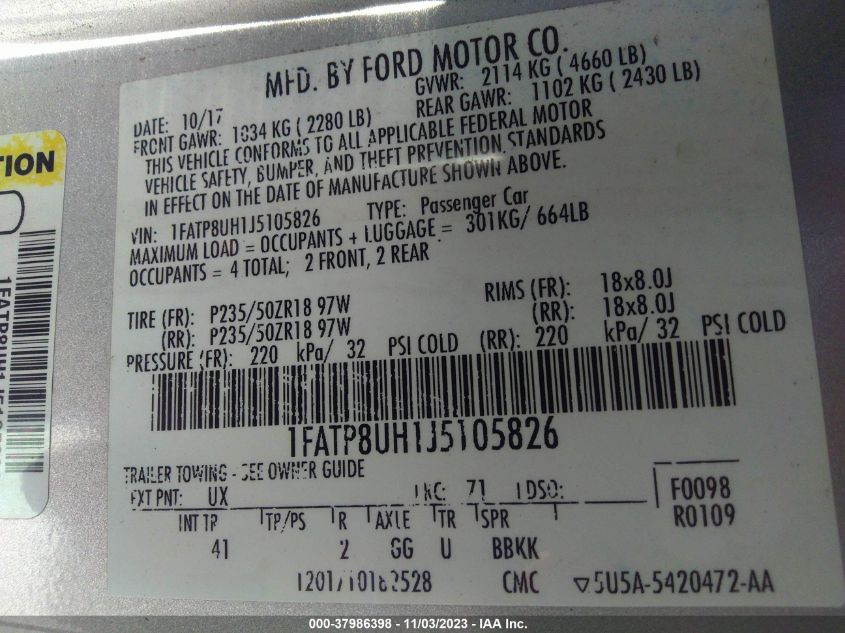 MFD. BY FORD MOTOR CO.
DATE: 10/17 GVWR: 2114 KG ( 4660 LB)
FRONT GAWR: 1034 KG ( 2280 LB) REAR GAWR: 1102 KG ( 2430 LB)
THIS VEHICLE CONFORMS TO ALL APPLICABLE FEDERAL MOTOR
VEHICLE SAFETY, BUMPER, AND THEFT PREVENTION STANDARDS
IN EFFECT ON THE DATE OF MANUFACTURE SHOWN ABOVE.
VIN: 1FATP8UH1J5105826 TYPE: Passenger Car
MAXIMUM LOAD = OCCUPANTS + LUGGAGE = 301KG/ 664LB
OCCUPANTS = 4 TOTAL; 2 FRONT, 2 REAR
TIRE (FR): P235/50ZR18 97W RIMS (FR): 18x8.0J
(RR): P235/50ZR18 97W (RR): 18x8.0J
PRESSURE (FR): 220 kPa/ 32 PSI COLD (RR): 220 kPa/ 32 PSI COLD
1FATP8UH1J5105826
TRAILER TOWING - SEE OWNER GUIDE
EXT PNT: UX RC: 71 DSO: F0098
INT TR TP/PS R AXLE TR SPR R0109
41 2 GG U BBKK
CMC 5U5A-5420472-AA
TION
000-37986398 - 11/03/2023 - IAA Inc.